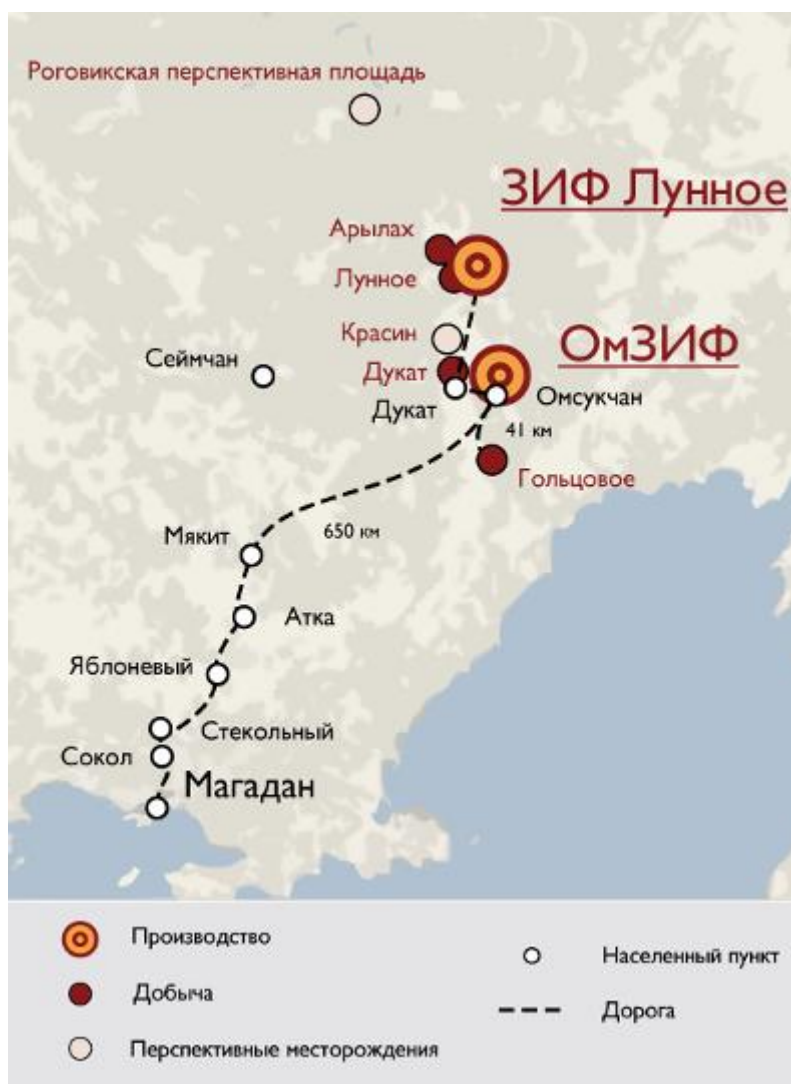 Роговикская перспективная площадь
ЗИФ Лунное
Арылах
Лунное
Красин
ОмЗИФ
Сеймчан
Дукат
Дукат
Омсукчан
41 км
Гольцовое
650 км
Мякит
Атка
Яблоневый
Стекольный
Сокол
Магадан
Производство
Населенный пункт
Добыча
Дорога
Перспективные месторождения